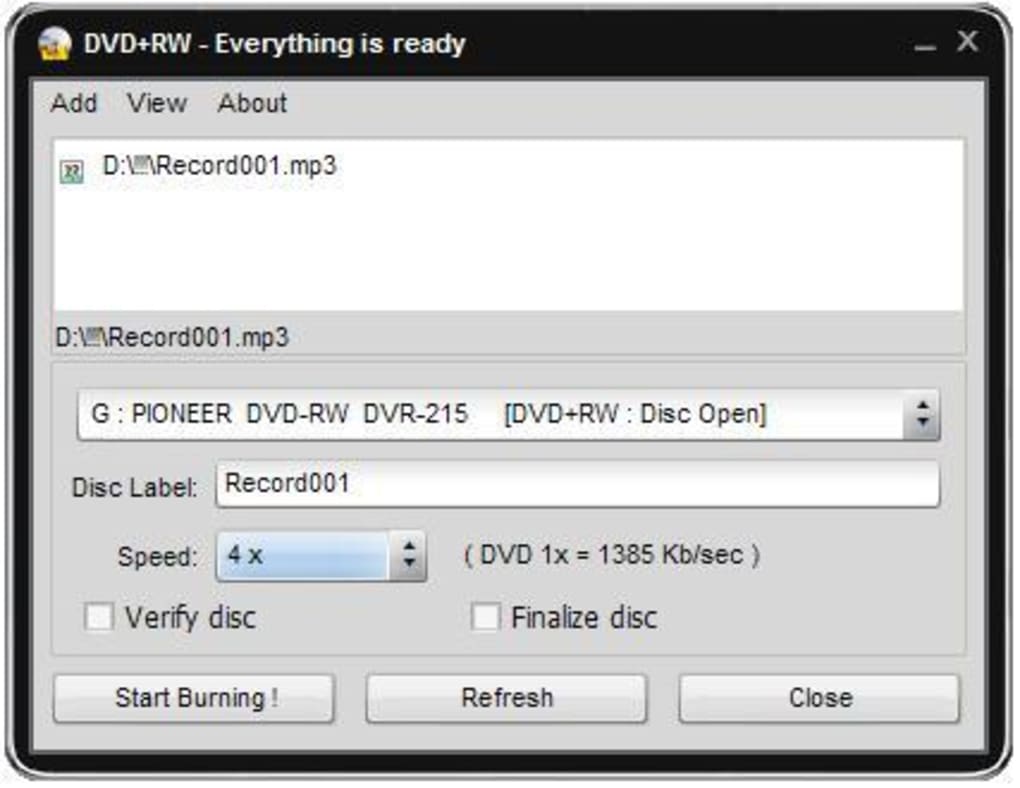 DVD+RW - Everything is ready
Add View About
D:\\Record001.mp3
D:\\Record001.mp3
G : PIONEER DVD-RW DVR-215 [DVD+RW : Disc Open]
Disc Label: Record001
Speed: 4 x ( DVD 1x = 1385 Kb/sec )
Verify disc Finalize disc
Start Burning ! Refresh Close